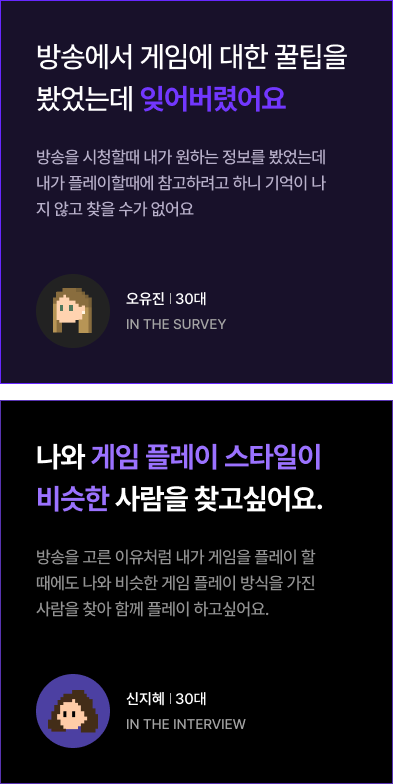 방송에서 게임에 대한 꿀팁을
봤었는데 잊어버렸어요
방송을 시청할때 내가 원하는 정보를 봤었는데
내가 플레이할때에 참고하려고 하니 기억이 나
지 않고 찾을 수가 없어요
오유진 | 30대
IN THE SURVEY
나와 게임 플레이 스타일이
비슷한 사람을 찾고싶어요.
방송을 고른 이유처럼 내가 게임을 플레이 할
때에도 나와 비슷한 게임 플레이 방식을 가진
사람을 찾아 함께 플레이 하고싶어요.
신지혜 | 30대
IN THE INTERVIEW